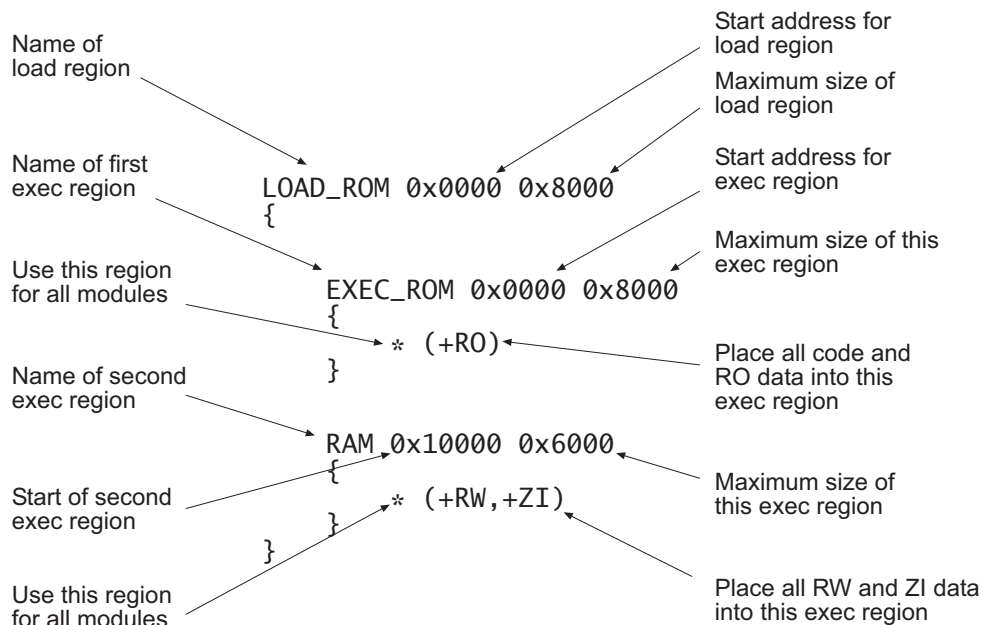 Name of
load region
Name of first
exec region
Use this region
for all modules
Name of second
exec region
Start of second
exec region
Use this region
for all modules
LOAD_ROM 0x0000 0x8000
{
EXEC_ROM 0x0000 0x8000
{
* (+RO)
}
RAM 0x10000 0x6000
{
* (+RW,+ZI)
}
}
Start address for
load region
Maximum size of
load region
Start address for
exec region
Maximum size of this
exec region
Place all code and
RO data into this
exec region
Maximum size of
this exec region
Place all RW and ZI data
into this exec region